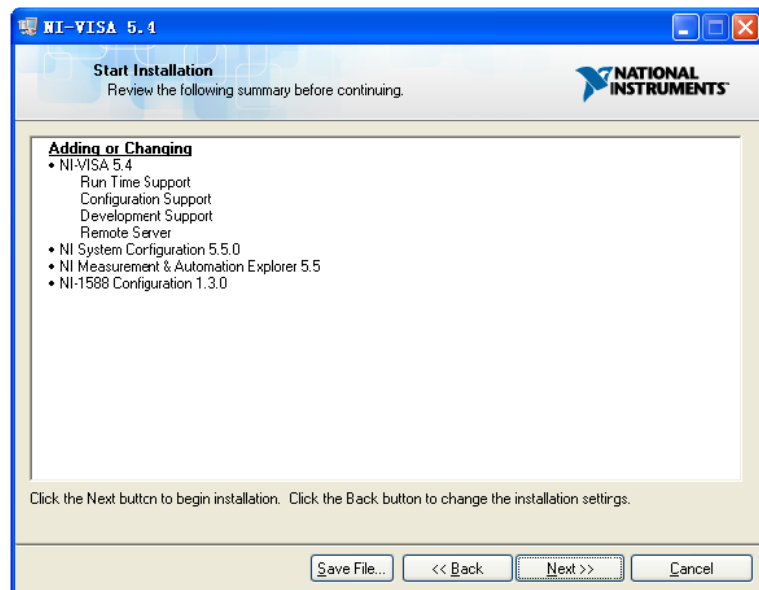 NI-VISA 5.4
Start Installation
Review the following summary before continuing.
NATIONAL
INSTRUMENTS™
Adding or Changing
• NI-VISA 5.4
Run Time Support
Configuration Support
Development Support
Remote Server
• NI System Configuration 5.5.0
• NI Measurement & Automation Explorer 5.5
• NI-1588 Configuration 1.3.0
Click the Next button to begin installation. Click the Back button to change the installation settings.
Save File... << Back Next >> Cancel